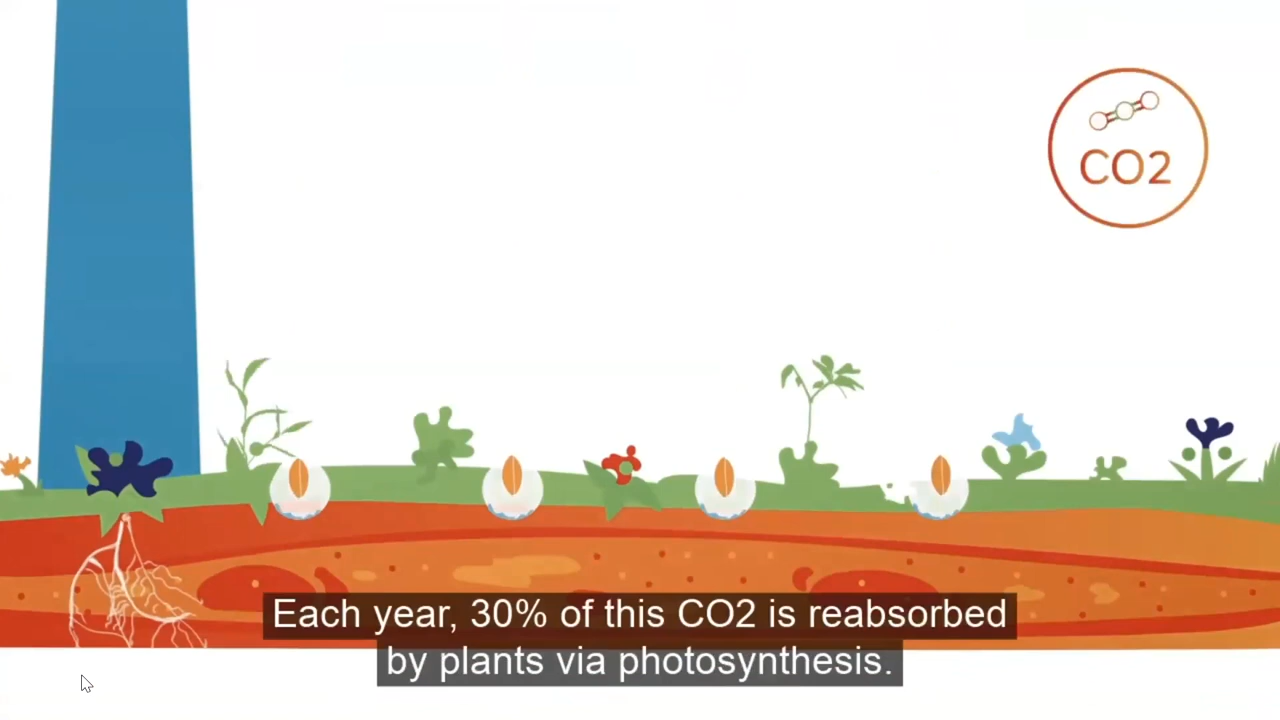 CO2
Each year, 30% of this CO2 is reabsorbed
by plants via photosynthesis.